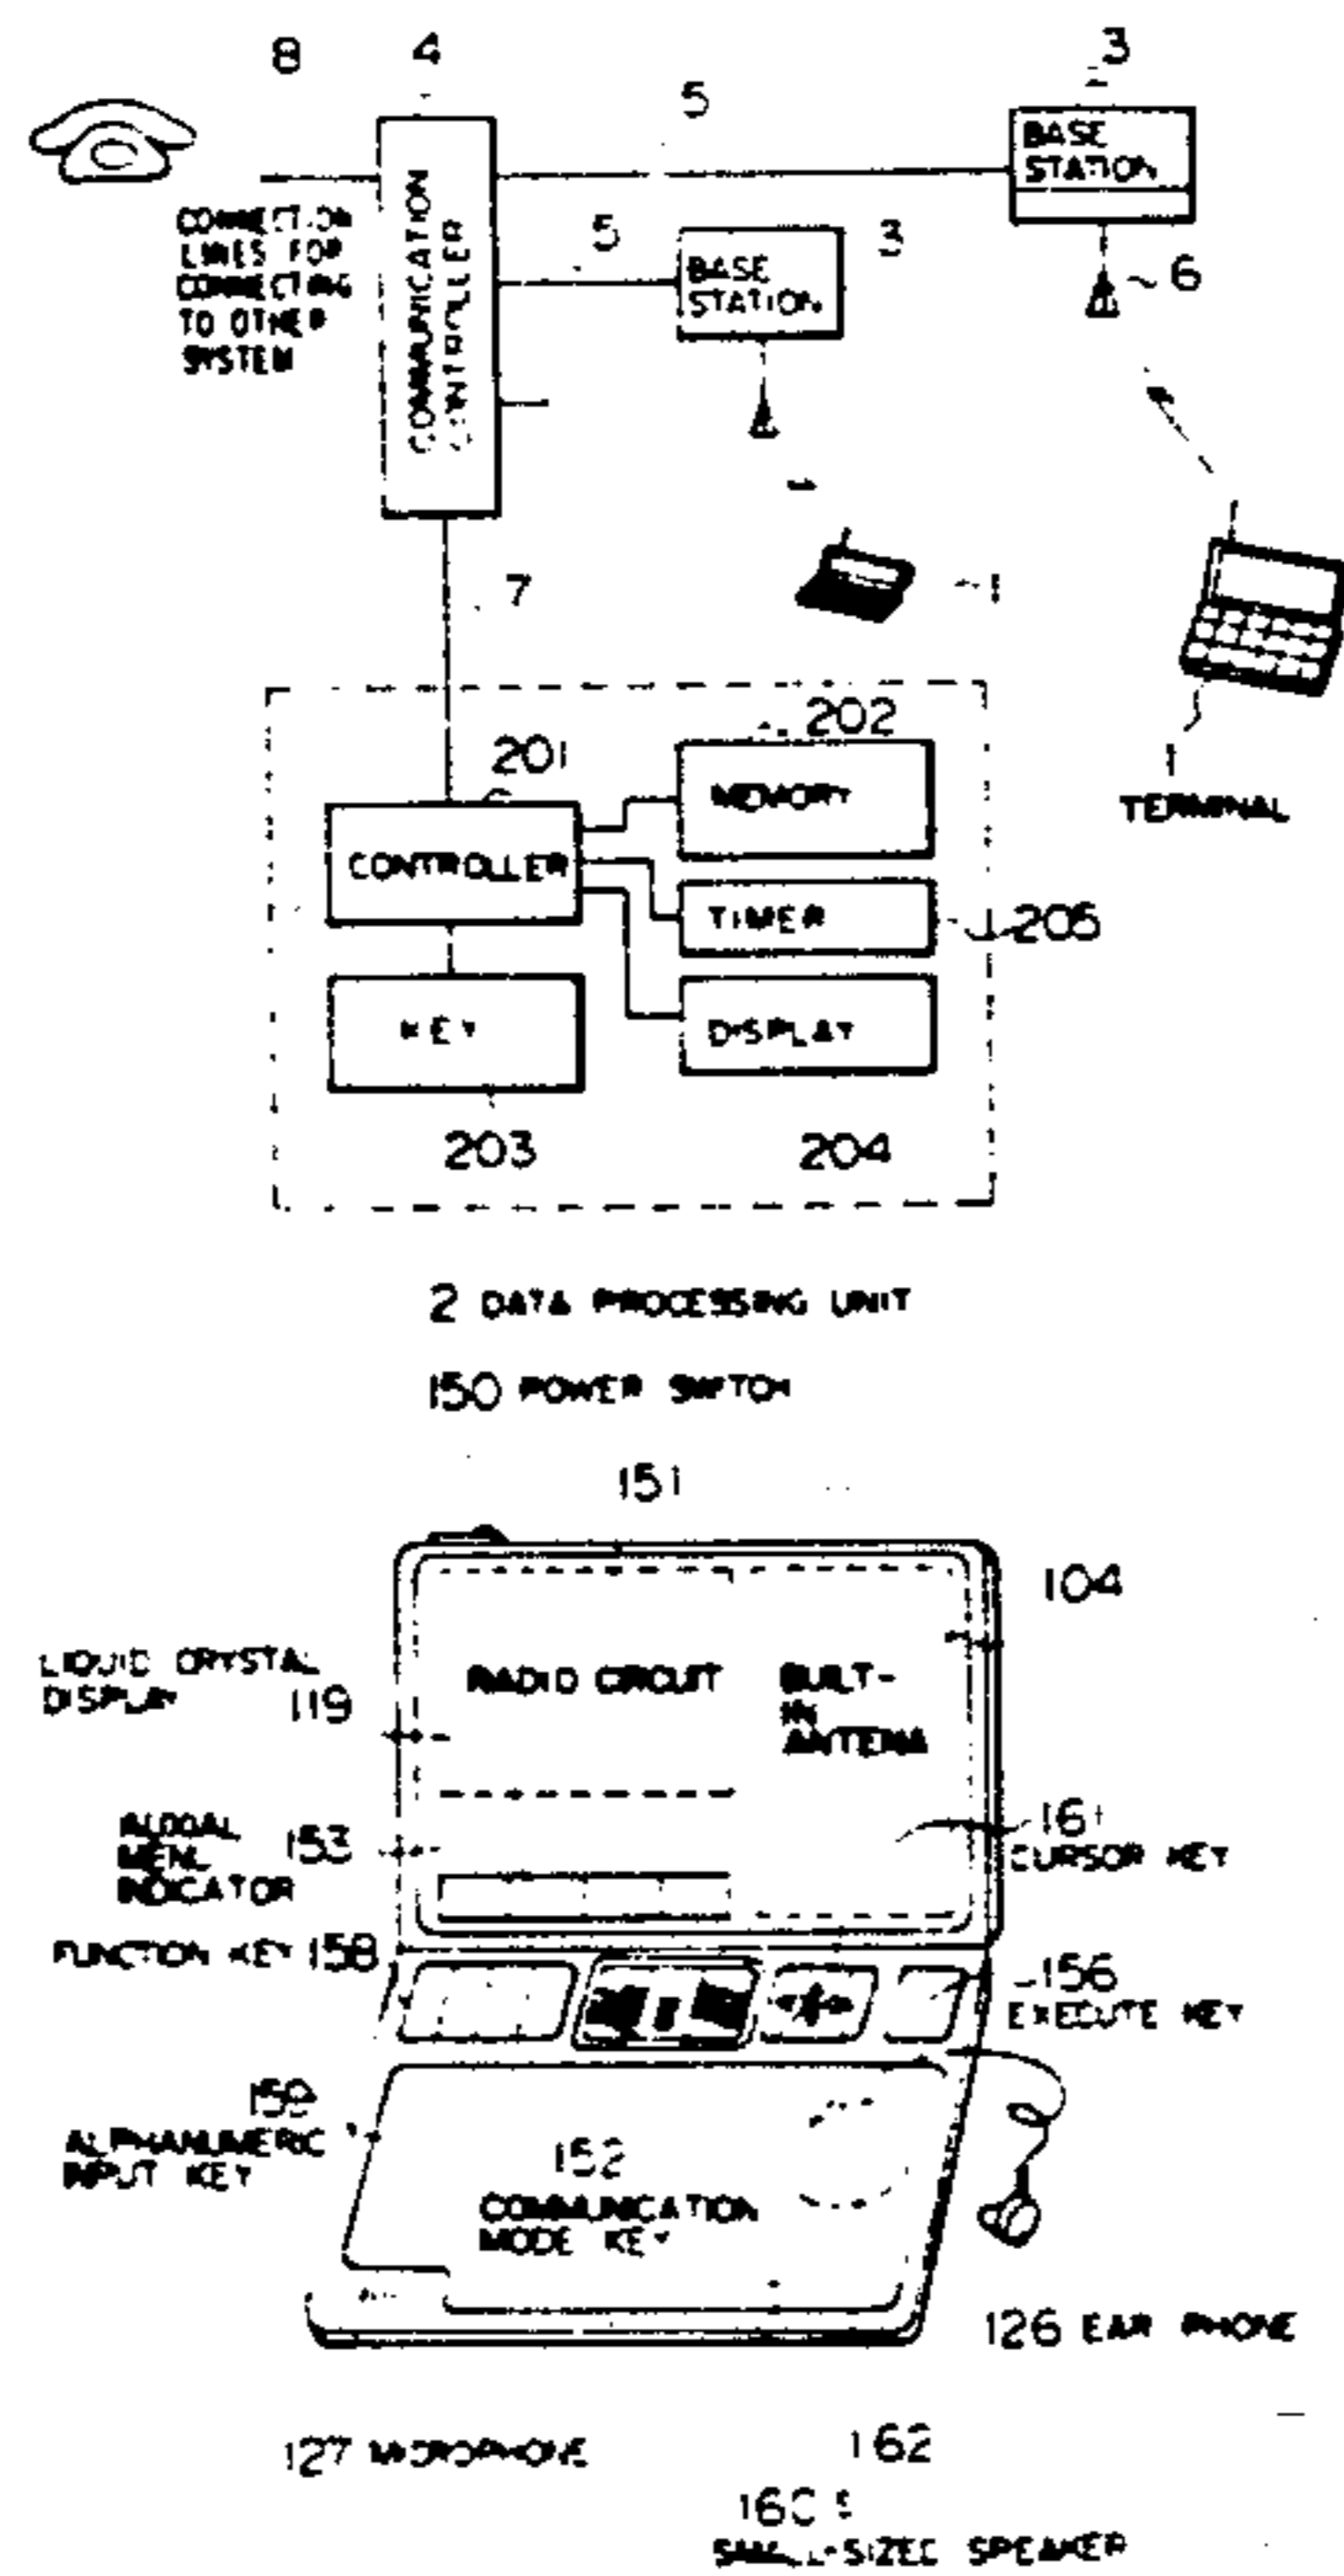 8
4
3
5
BASE
STATION
CONNECTION
LINES FOR
CONNECTING
TO OTHER
SYSTEM
COMMUNICATION
CONTROLLER
5
BASE
STATION
3
6
1
7
202
201
MEMORY
1
TERMINAL
CONTROLLER
TIMER
205
KEY
DISPLAY
203
204
2 DATA PROCESSING UNIT
150 POWER SWITCH
151
104
LIQUID CRYSTAL
DISPLAY 119
RADIO CIRCUIT
BUILT-
IN
ANTENA
153
INDICATOR
161
CURSOR KEY
FUNCTION KEY 158
156
EXECUTE KEY
159
ALPHANUMERIC
INPUT KEY
152
COMMUNICATION
MODE KEY
126 EAR PHONE
127 MICROPHONE
162
160
SMALL-SIZED SPEAKER